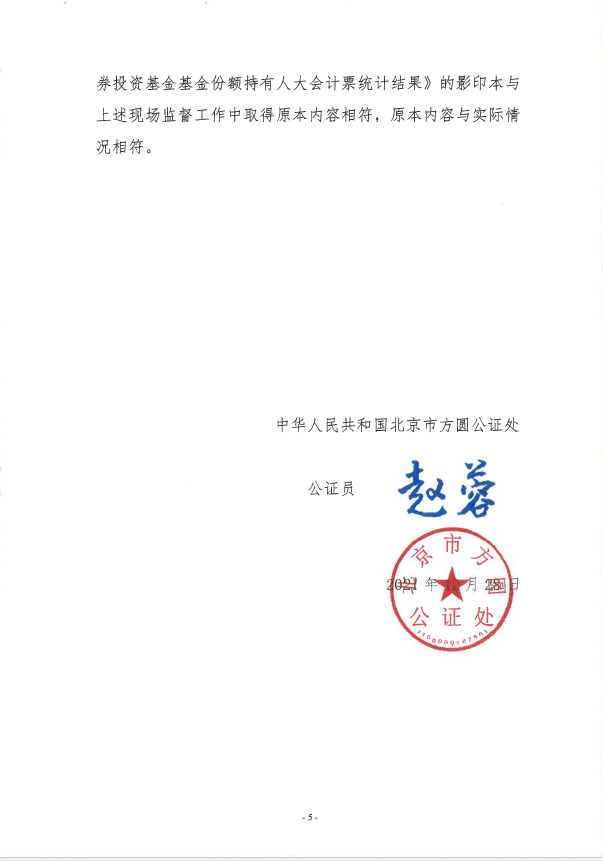 券投资基金基金份额持有人大会计票统计结果》的影印本与
上述现场监督工作中取得原本内容相符，原本内容与实际情
况相符。
中华人民共和国北京市方圆公证处
公证员 赵蓉
2021 年 12 月 28 日
北京市方圆
公证处
- 5 -